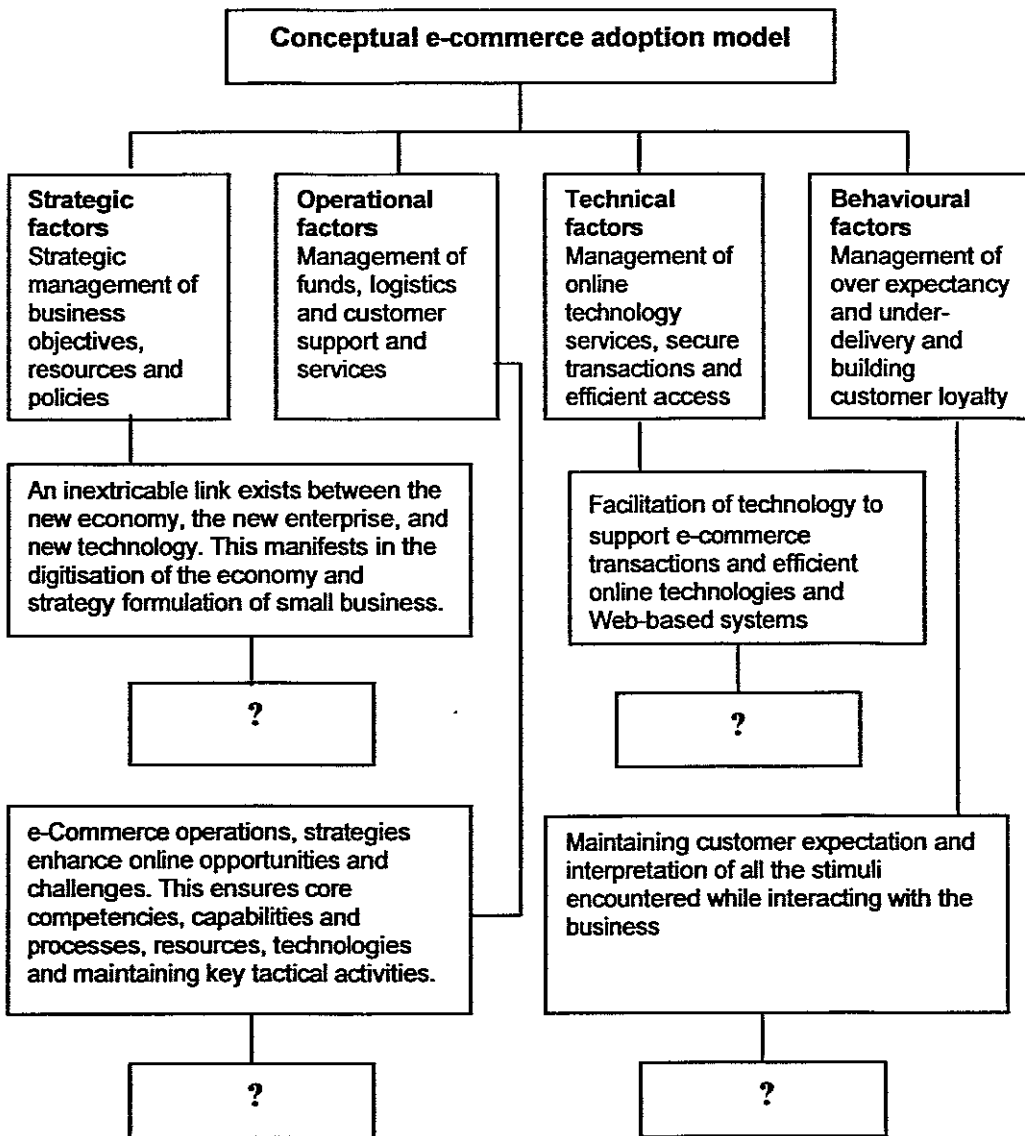 Conceptual e-commerce adoption model
Strategic
factors
Strategic
management of
business
objectives,
resources and
policies
Operational
factors
Management of
funds, logistics
and customer
support and
services
Technical
factors
Management of
online
technology
services, secure
transactions and
efficient access
Behavioural
factors
Management of
over expectancy
and under-
delivery and
building
customer loyalty
An inextricable link exists between the
new economy, the new enterprise, and
new technology. This manifests in the
digitisation of the economy and
strategy formulation of small business.
Facilitation of technology to
support e-commerce
transactions and efficient
online technologies and
Web-based systems
?
?
e-Commerce operations, strategies
enhance online opportunities and
challenges. This ensures core
competencies, capabilities and
processes, resources, technologies
and maintaining key tactical activities.
Maintaining customer expectation and
interpretation of all the stimuli
encountered while interacting with the
business
?
?